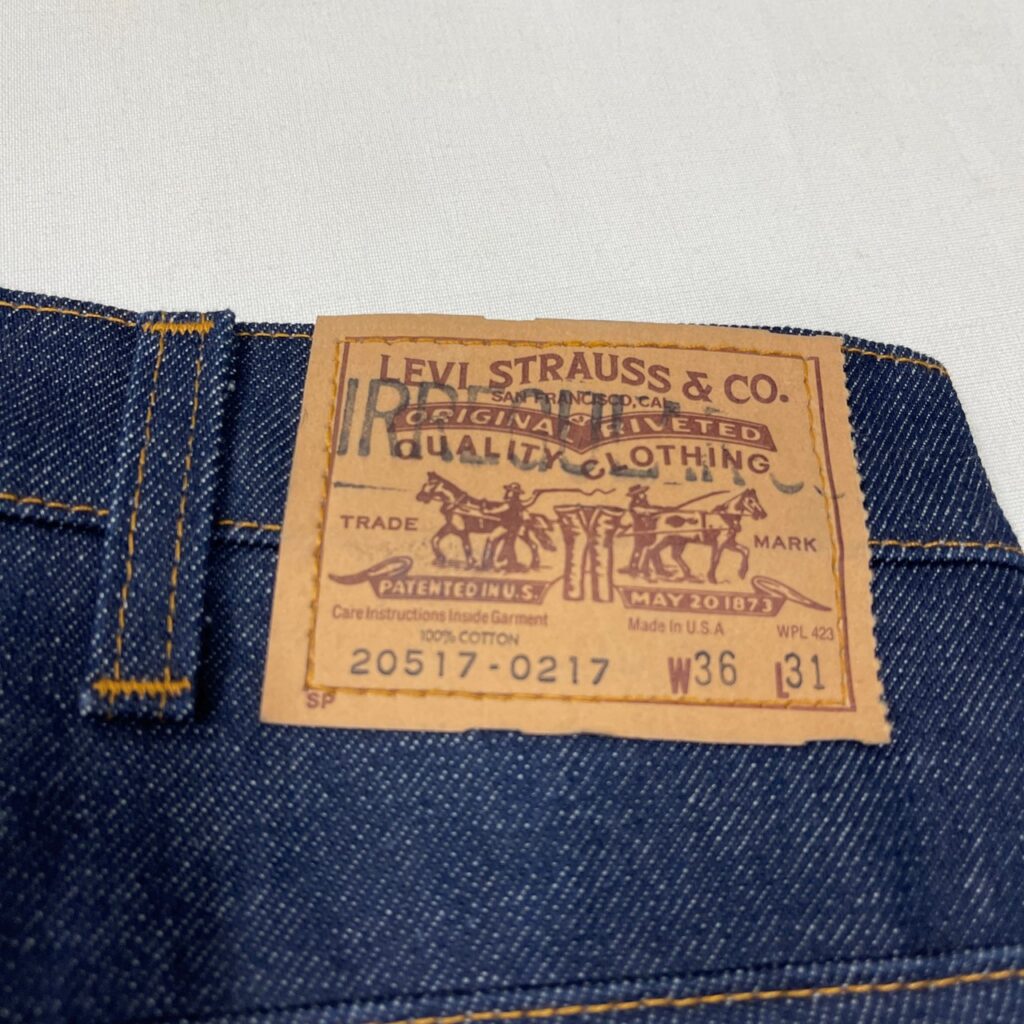 LEVI STRAUSS & CO.
SAN FRANCISCO, CAL
ORIGINAL RIVETED
QUALITY CLOTHING
TRADE MARK
PATENTED IN U.S. MAY 20 1873
Care Instructions Inside Garment Made in U.S.A WPL 423
100% COTTON
20517-0217 W36 L31
SP